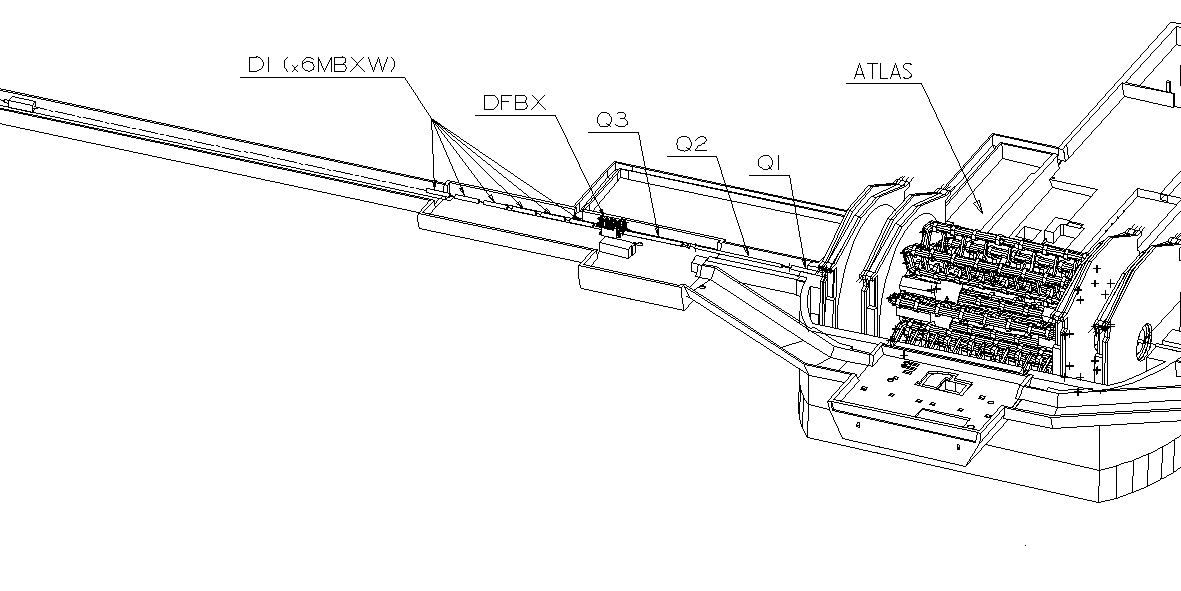 D1 (x6MBXW)
DFBX
Q3
Q2
Q1
ATLAS